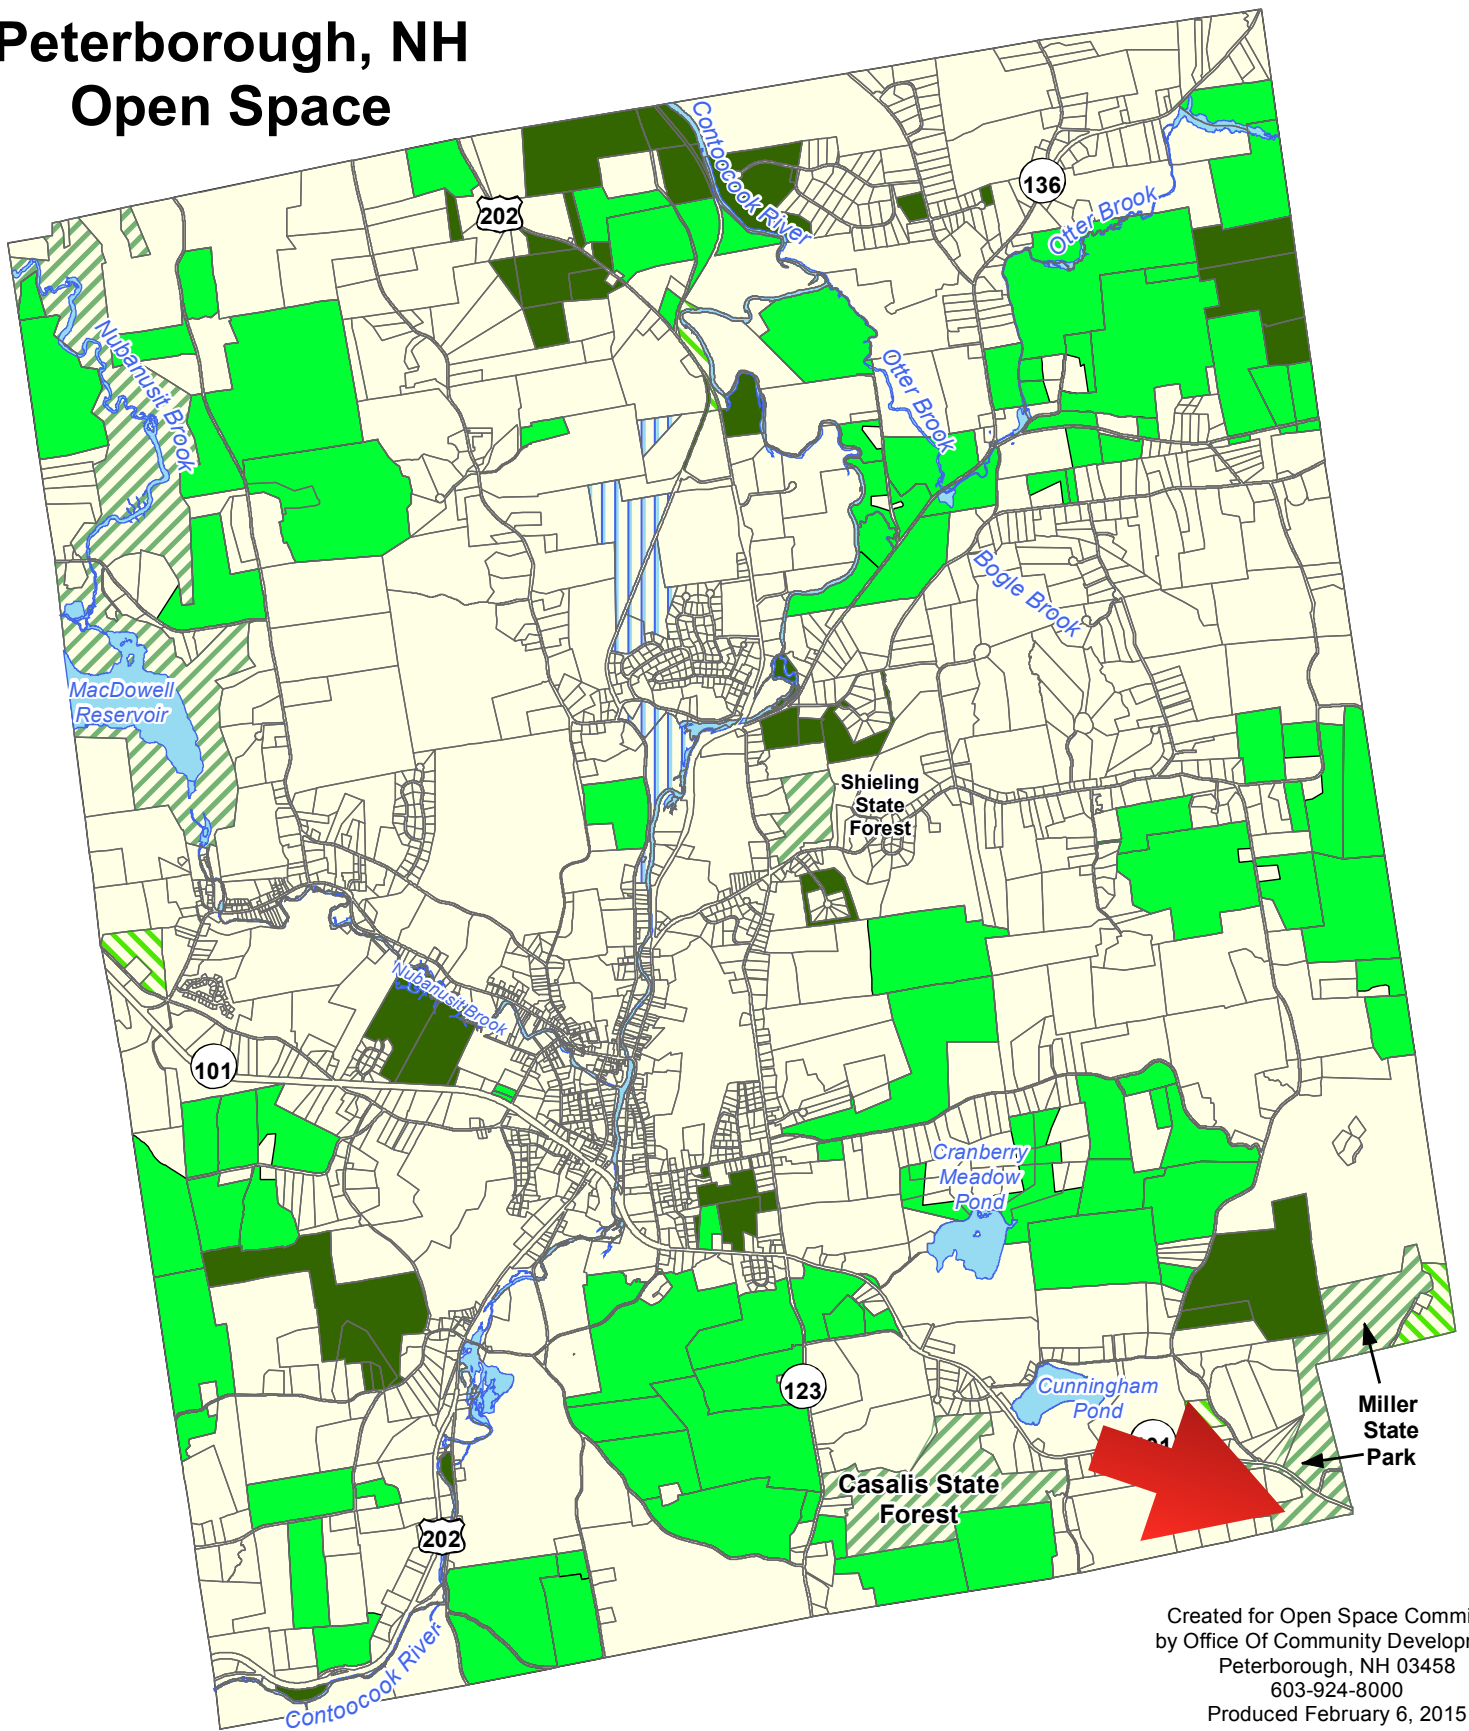 Peterborough, NH
Open Space
Contoocook River
136
202
Otter Brook
Nubanusit Brook
Otter Brook
Bogle Brook
MacDowell
Reservoir
Shieling
State
Forest
Nubanusit Brook
101
Cranberry
Meadow
Pond
123
Cunningham
Pond
Miller
State
Park
Casalis State
Forest
202
Contoocook River
Created for Open Space
by Office Of Community
Peterborough, NH 03458
603-924-8000
Produced February 6, 2015